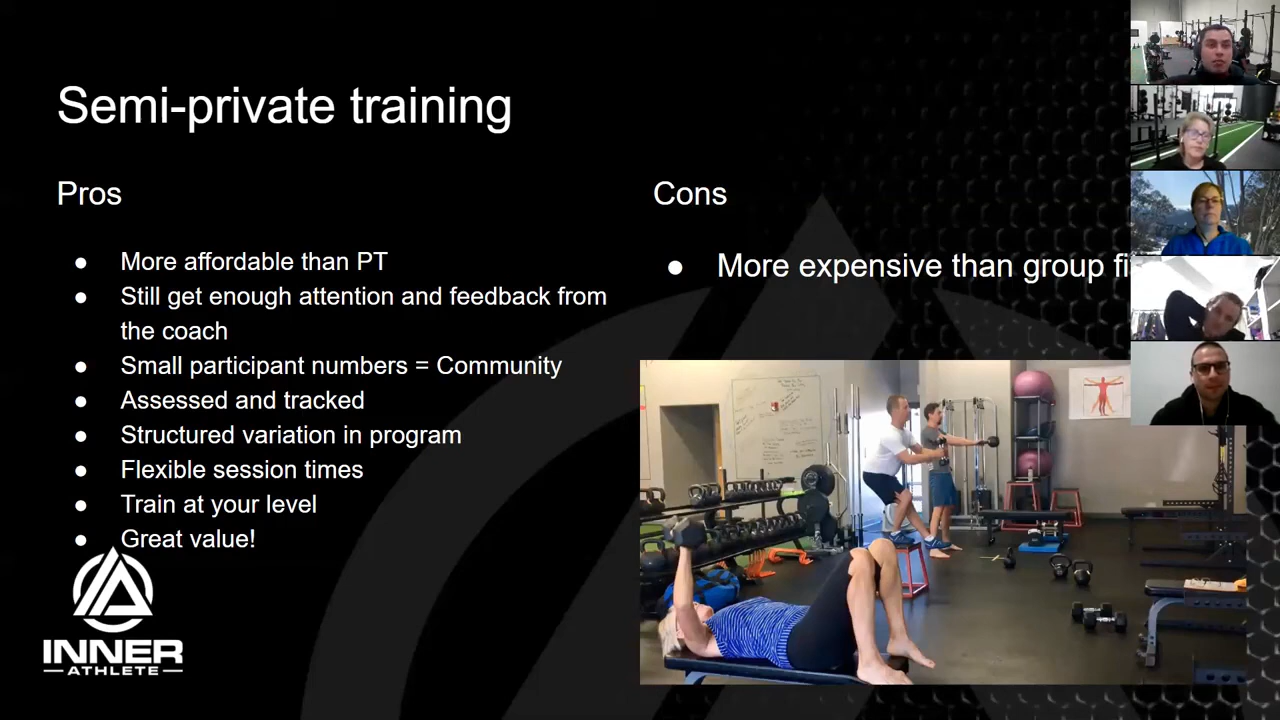 Semi-private training
Pros
● More affordable than PT
● Still get enough attention and feedback from
the coach
● Small participant numbers = Community
● Assessed and tracked
● Structured variation in program
● Flexible session times
● Train at your level
● Great value!
Cons
● More expensive than group
INNER
ATHLETE